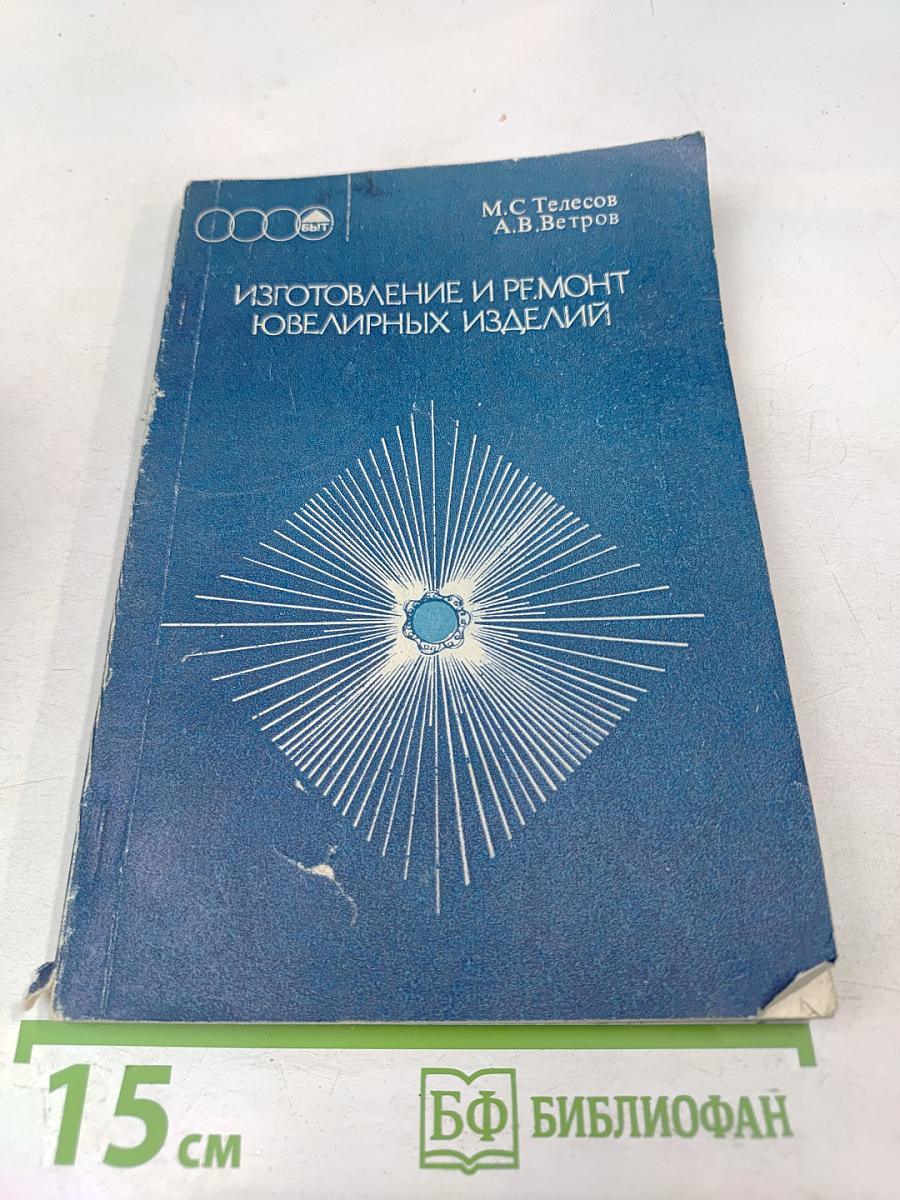 БЫТ
М.С Телесов
А.В.Ветров
ИЗГОТОВЛЕНИЕ И РЕМОНТ
ЮВЕЛИРНЫХ ИЗДЕЛИЙ
15 см
БФ БИБЛИОФАН